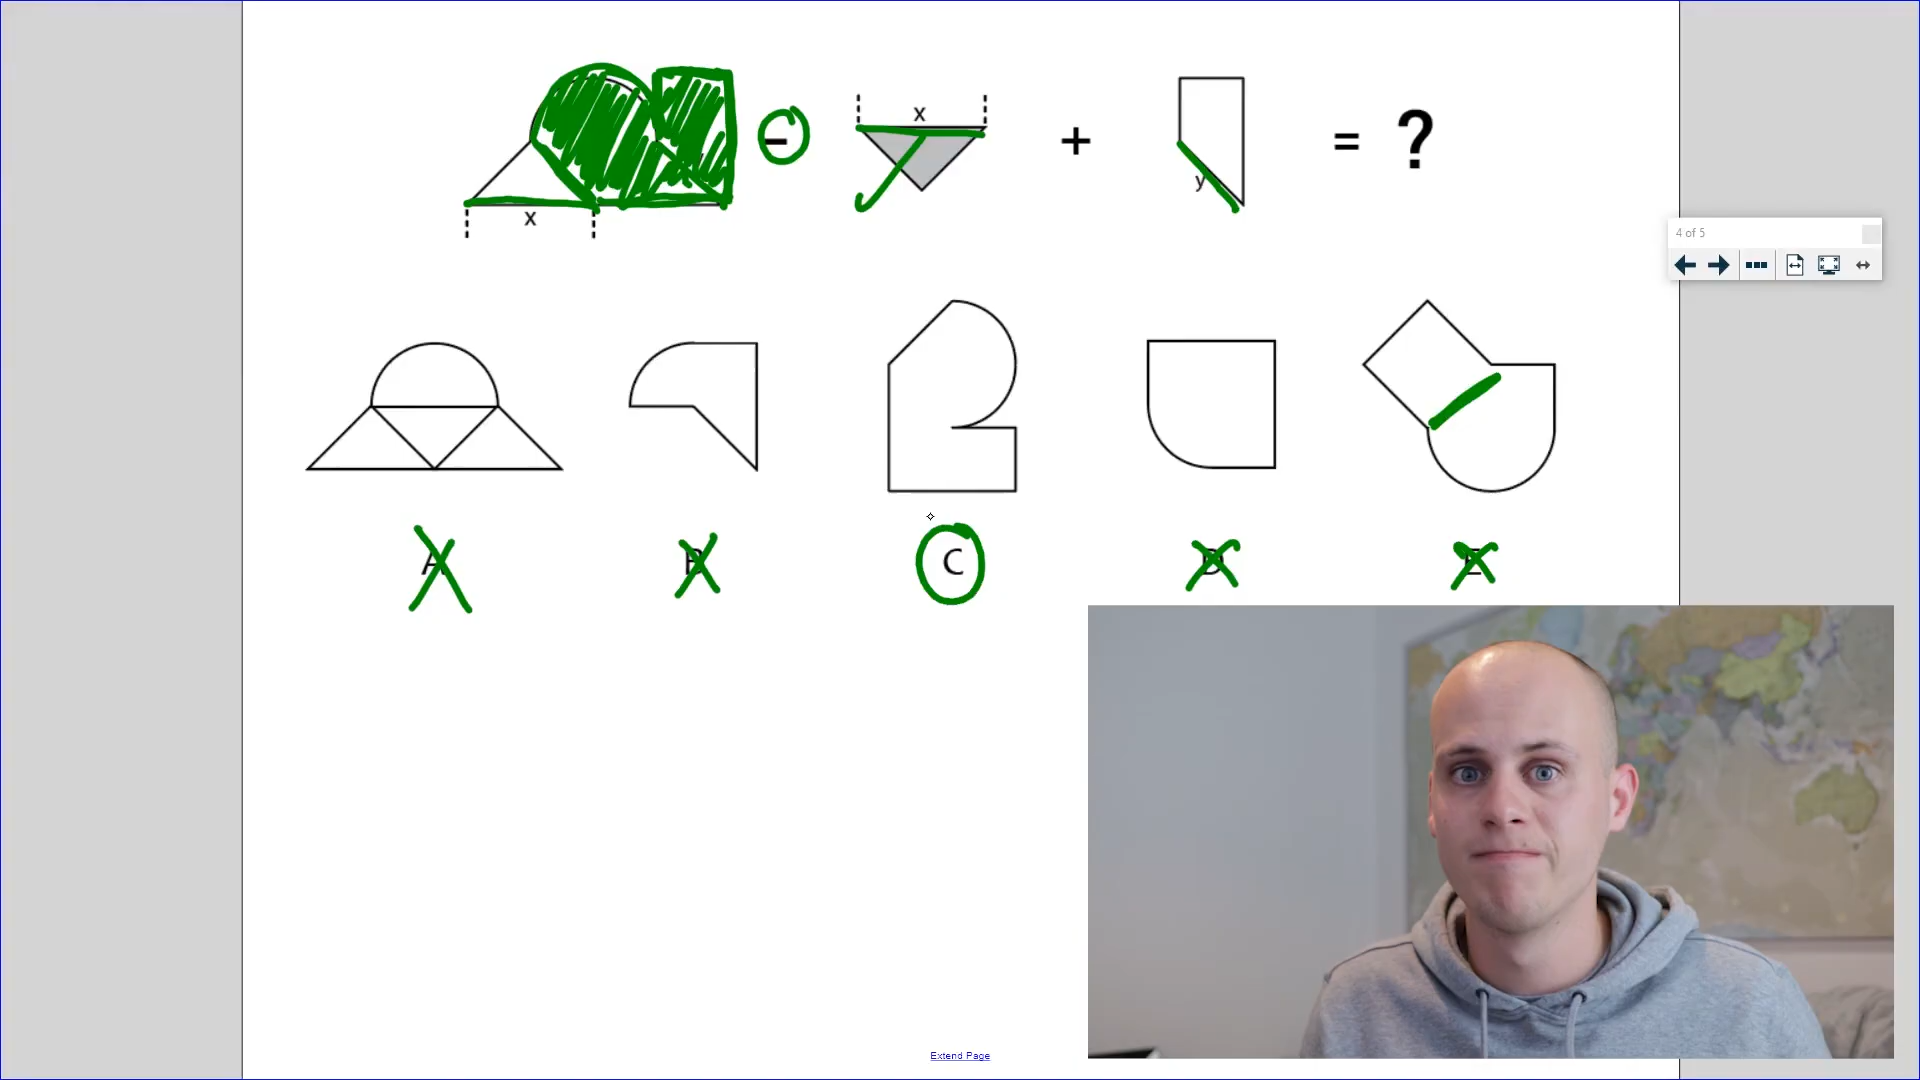 - x + = ?
x
y
4 of 5
A B C D E
Extend Page